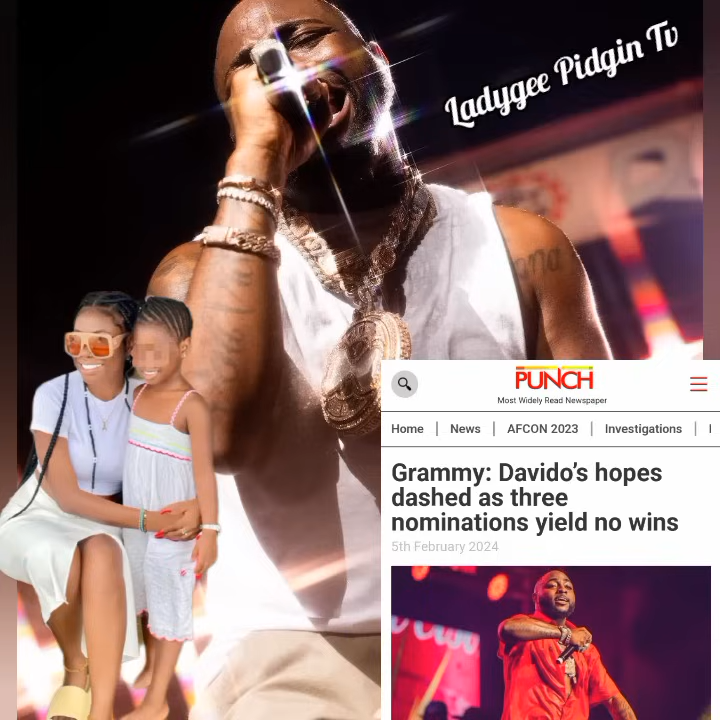 Ladygee Pidgin Tv
PUNCH
Most Widely Read Newspaper
Home | News | AFCON 2023 | Investigations |
Grammy: Davido's hopes
dashed as three
nominations yield no wins
5th February 2024